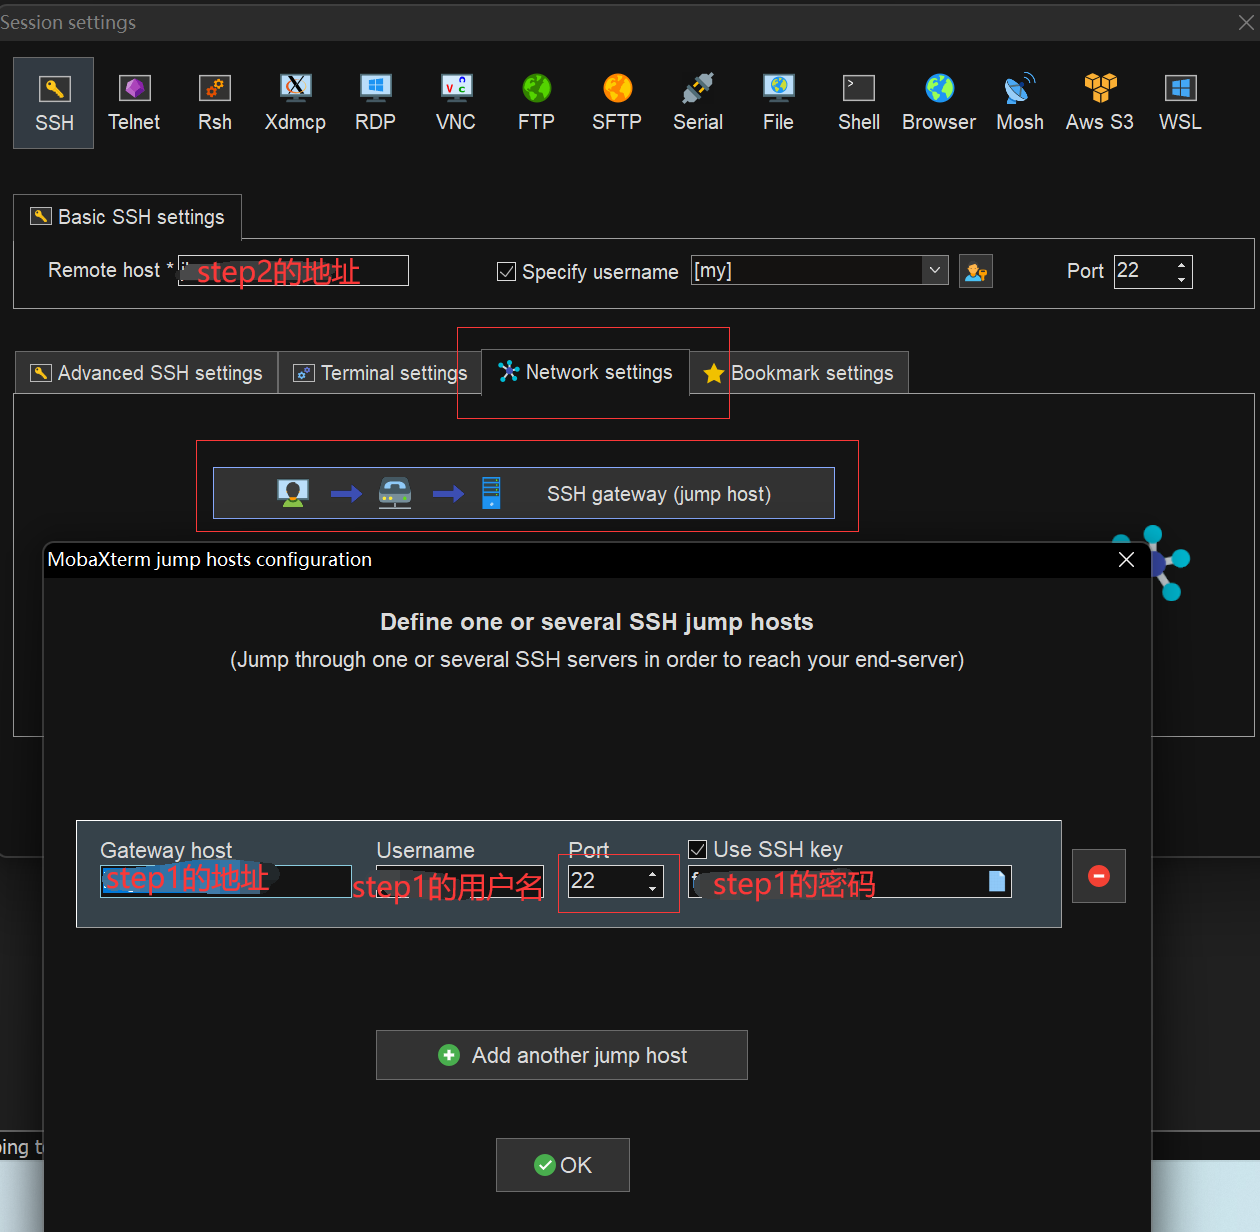 Session settings
SSH Telnet Rsh Xdmcp RDP VNC FTP SFTP Serial File Shell Browser Mosh Aws S3 WSL
Basic SSH settings
Remote host * step2的地址 Specify username [my] Port 22
Advanced SSH settings Terminal settings Network settings Bookmark settings
SSH gateway (jump host)
MobaXterm jump hosts configuration
Define one or several SSH jump hosts
(Jump through one or several SSH servers in order to reach your end-server)
Gateway host Username Port Use SSH key
step1的地址 step1的用户名 22 step1的密码
Add another jump host
OK